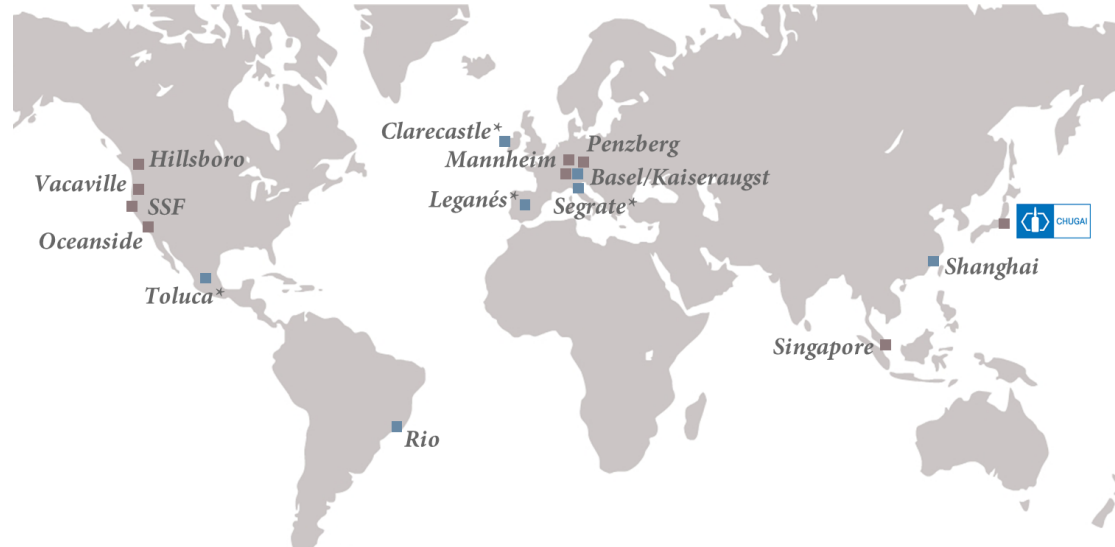 Clarecastle*
Hillsboro
Mannheim
Penzberg
Vacaville
Basel/Kaiseraugst
SSF
Leganés*
Segrate*
Oceanside
CHUGAI
Shanghai
Toluca*
Singapore
Rio